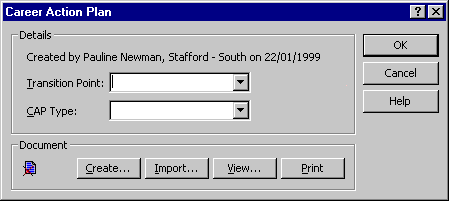 Career Action Plan
Details
Created by Pauline Newman, Stafford - South on 22/01/1999
Transition Point:
CAP Type:
OK
Cancel
Help
Document
Create... Import... View... Print